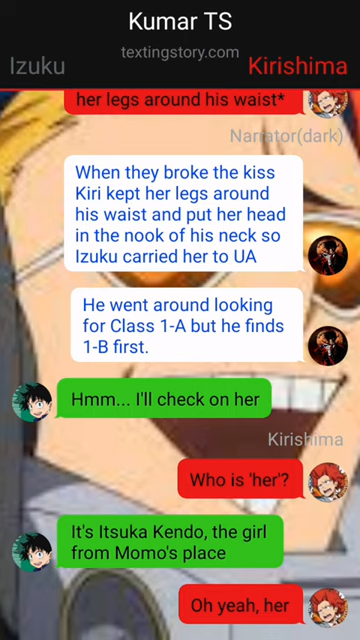 Kumar TS
textingstory.com
Izuku
Kirishima
her legs around his waist*
Narrator(dark)
When they broke the kiss
Kiri kept her legs around
his waist and put her head
in the nook of his neck so
Izuku carried her to UA
He went around looking
for Class 1-A but he finds
1-B first.
Hmm... I'll check on her
Kirishima
Who is 'her'?
It's Itsuka Kendo, the girl
from Momo's place
Oh yeah, her